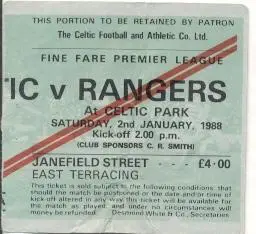 THIS PORTION TO BE RETAINED BY PATRON
The Celtic Football and Athletic Co. Ltd.
FINE FARE PREMIER LEAGUE
TIC v RANGERS
At CELTIC PARK
SATURDAY, 2nd JANUARY, 1988
Kick-off 2.00 p.m.
(CLUB SPONSORS C. R. SMITH)
JANEFIELD STREET - - - £4·00
EAST TERRACING
This ticket is sold subject to the following conditions that
should the match be postponed or the date and/or time of
kick-off altered in any way this ticket will be available for
the match as played, and under no circumstances will
money be refunded. Desmond White & Co., Secretaries